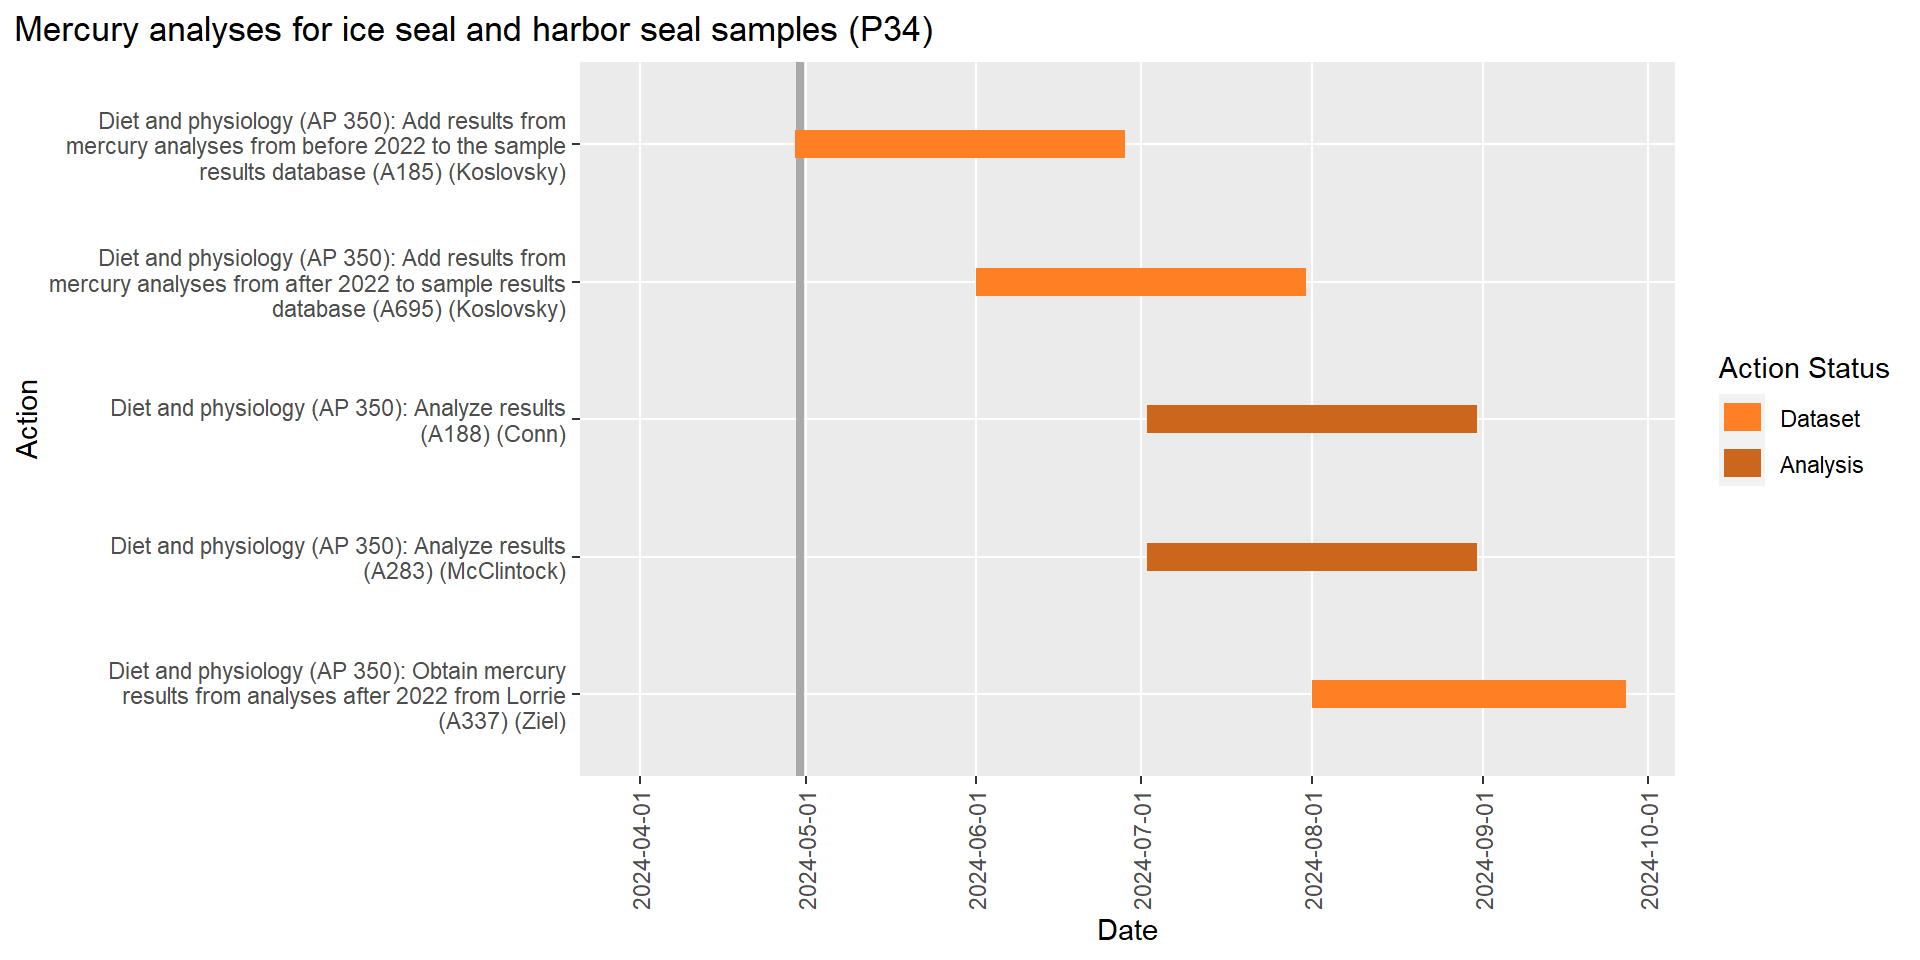 Mercury analyses for ice seal and harbor seal samples (P34)
Action
Diet and physiology (AP 350): Add results from
mercury analyses from before 2022 to the sample
results database (A185) (Koslovsky)
Diet and physiology (AP 350): Add results from
mercury analyses from after 2022 to sample results
database (A695) (Koslovsky)
Diet and physiology (AP 350): Analyze results
(A188) (Conn)
Diet and physiology (AP 350): Analyze results
(A283) (McClintock)
Diet and physiology (AP 350): Obtain mercury
results from analyses after 2022 from Lorrie
(A337) (Ziel)
2024-04-01
2024-05-01
2024-06-01
2024-07-01
2024-08-01
2024-09-01
2024-10-01
Date
Action Status
Dataset
Analysis